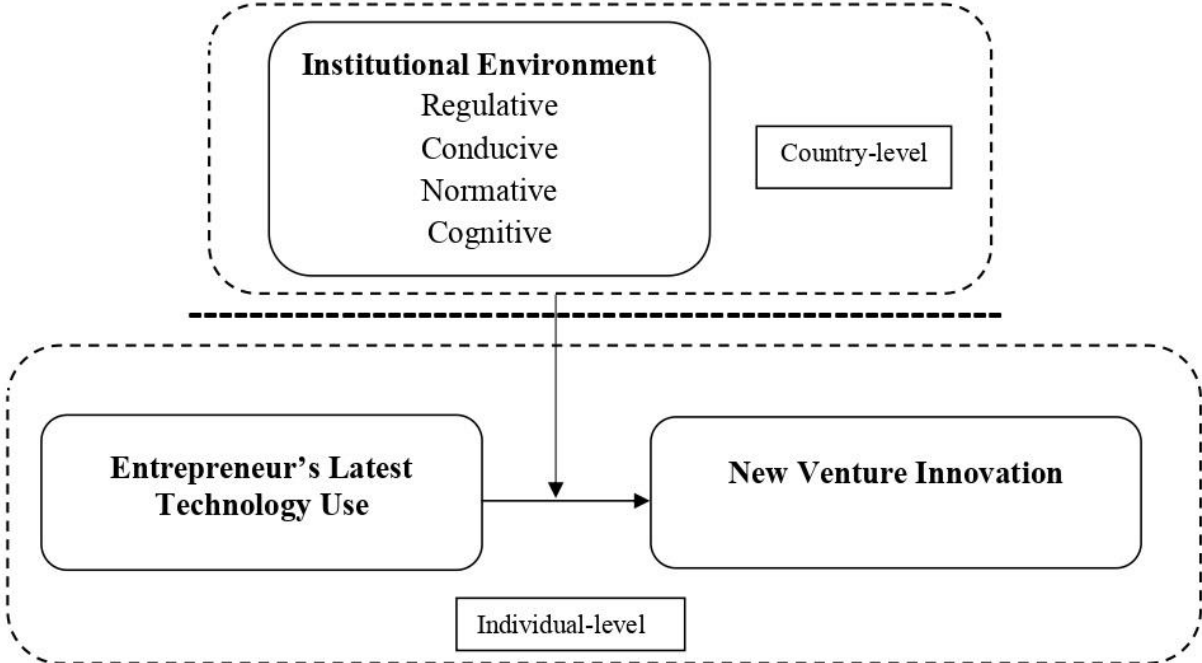 Institutional Environment
Regulative
Conducive
Normative
Cognitive
Country-level
Entrepreneur’s Latest
Technology Use
New Venture Innovation
Individual-level